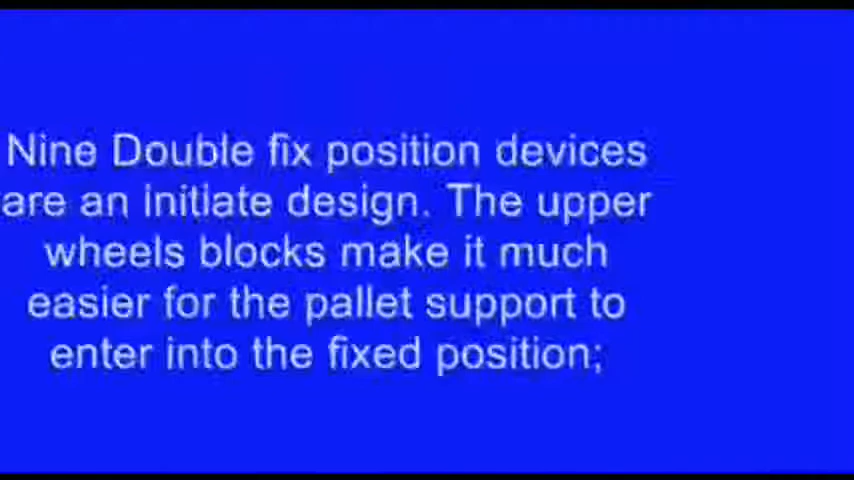 Nine Double fix position devices
are an initiate design. The upper
wheels blocks make it much
easier for the pallet support to
enter into the fixed position;